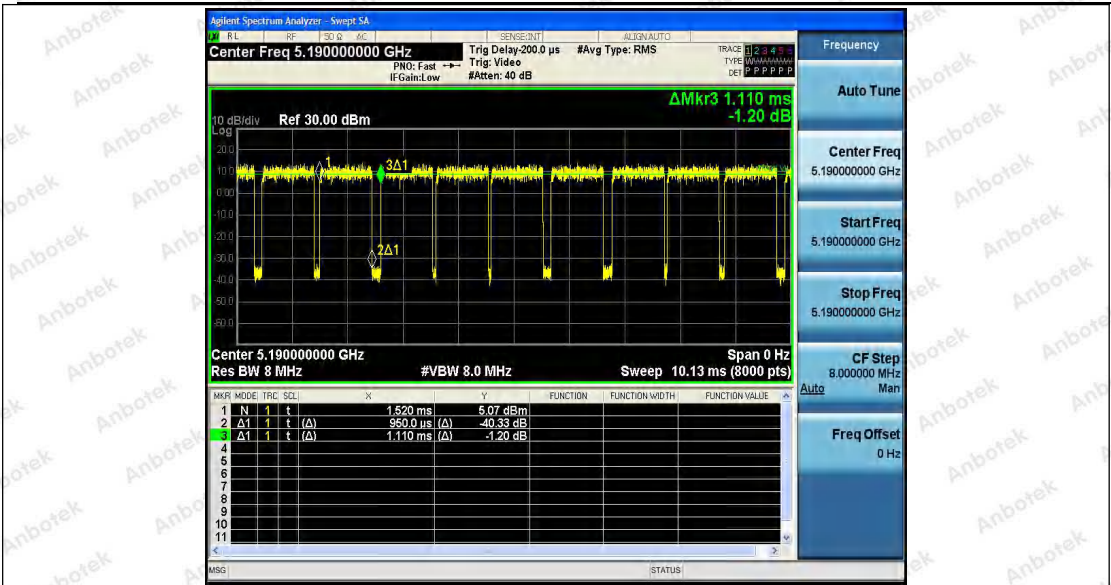 Agilent Spectrum Analyzer - Swept SA
RL RF 50 Ω AC SENSE:INT ALIGNAUTO
Center Freq 5.190000000 GHz
PNO: Fast
IFGain:Low
Trig Delay-200.0 µs
Trig: Video
#Atten: 40 dB
#Avg Type: RMS
TRACE 1 2 3 4 5 6
TYPE
DET P P P P P P
ΔMkr3 1.110 ms
-1.20 dB
10 dB/div Ref 30.00 dBm
Log
20.0
10.0
0.00
-10.0
-20.0
-30.0
-40.0
-50.0
-60.0
1
3Δ1
2Δ1
Center 5.190000000 GHz Span 0 Hz
Res BW 8 MHz #VBW 8.0 MHz Sweep 10.13 ms (8000 pts)
MKR MODE TRC SCL X Y FUNCTION FUNCTION WIDTH FUNCTION VALUE
1 N 1 t 1.520 ms 5.07 dBm
2 Δ1 1 t (Δ) 950.0 µs (Δ) -40.33 dB
3 Δ1 1 t (Δ) 1.110 ms (Δ) -1.20 dB
4
5
6
7
8
9
10
11
MSG STATUS
Frequency
Auto Tune
Center Freq
5.190000000 GHz
Start Freq
5.190000000 GHz
Stop Freq
5.190000000 GHz
CF Step
8.000000 MHz
Auto Man
Freq Offset
0 Hz
Anbotek